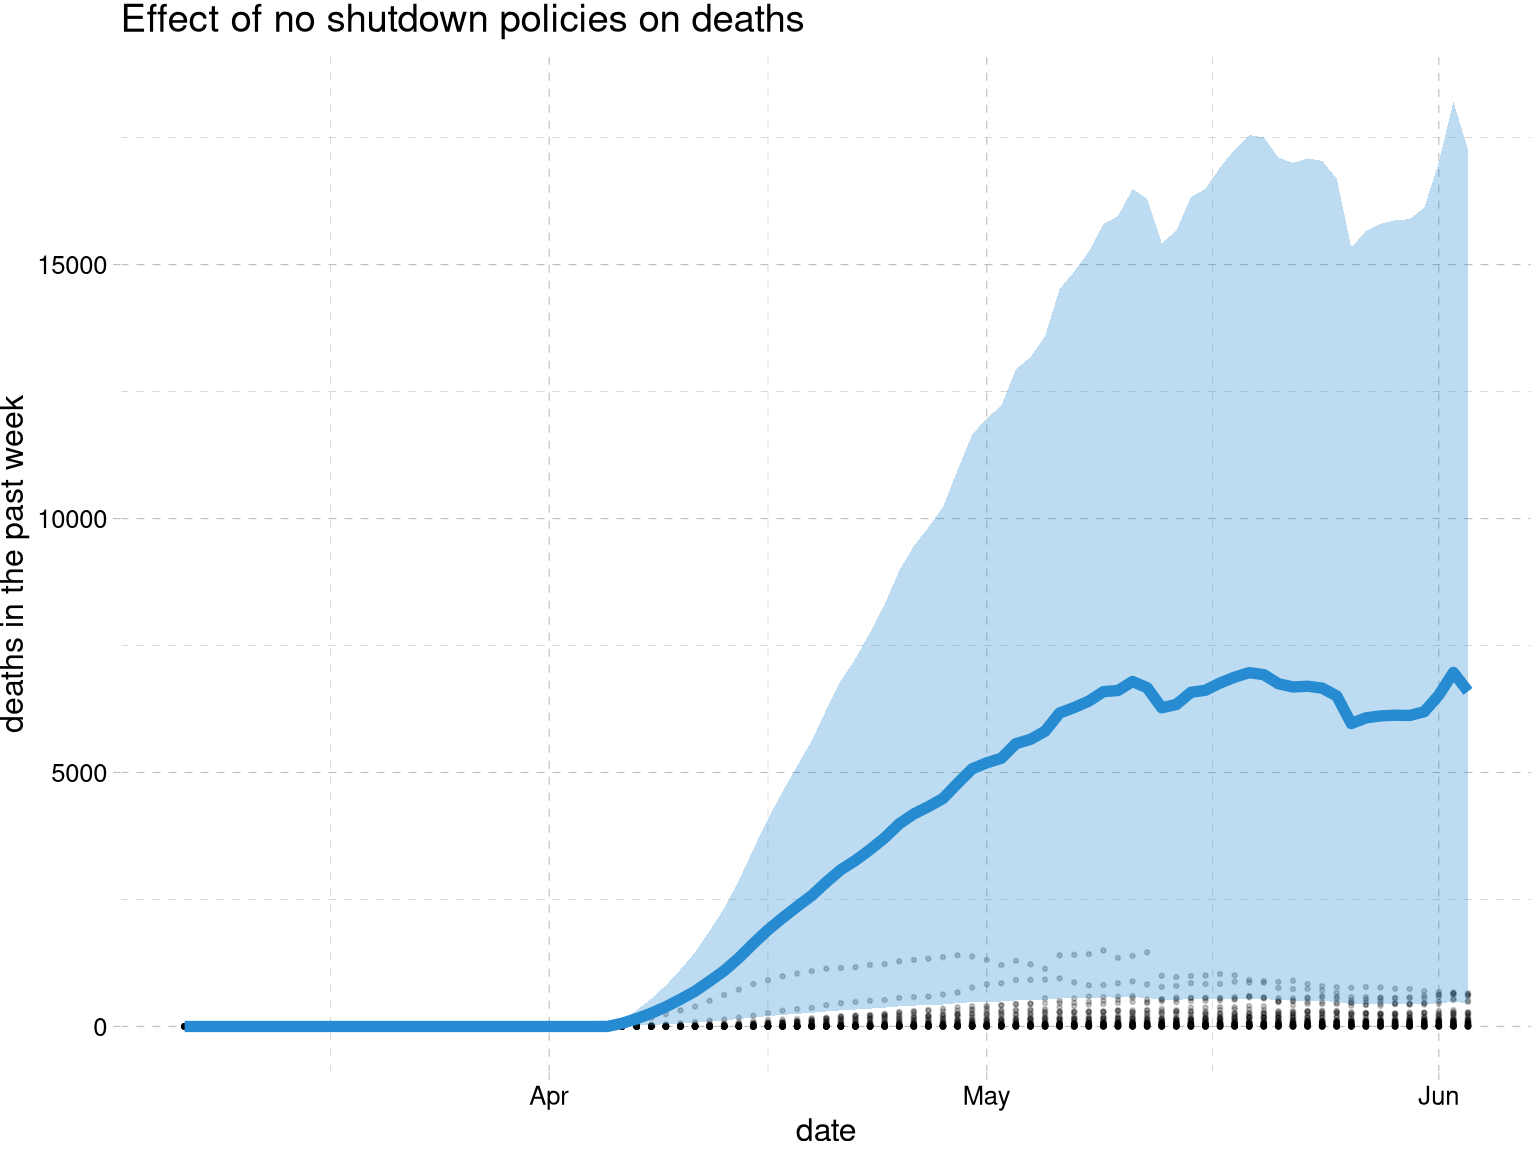 Effect of no shutdown policies on deaths
deaths in the past week
15000
10000
5000
0
Apr
May
Jun
date